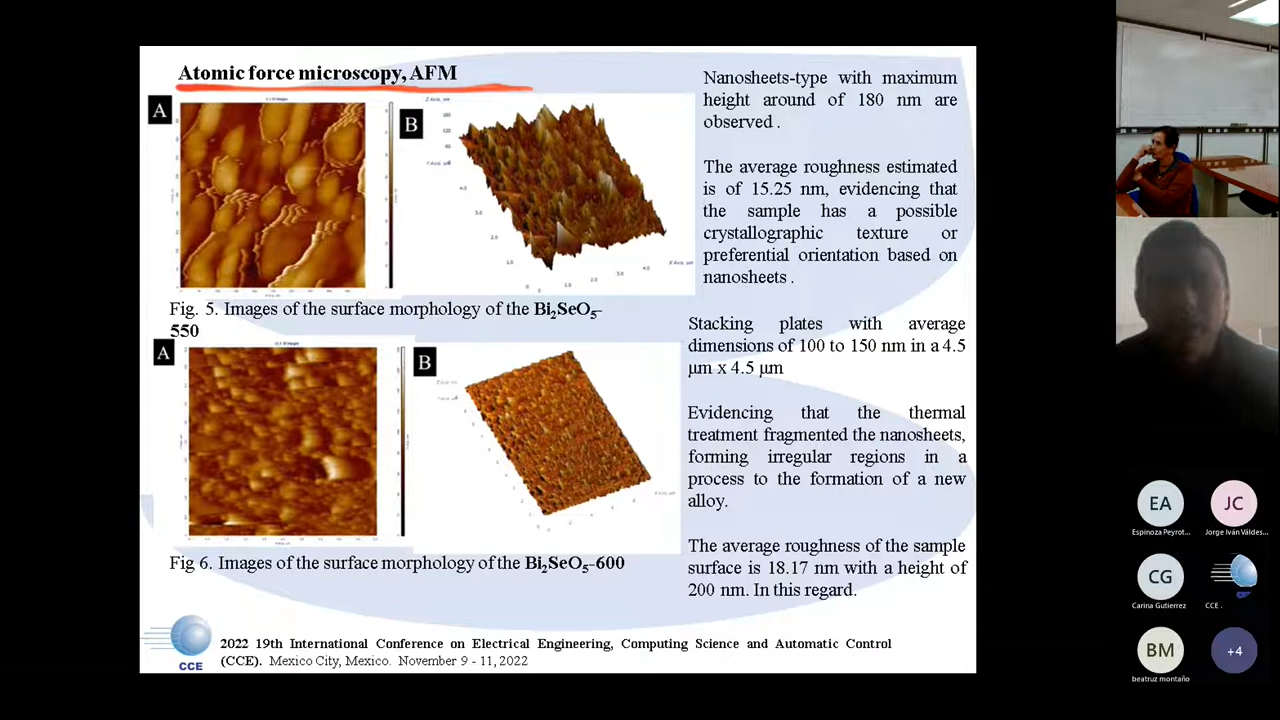 Atomic force microscopy, AFM
A
B
Fig. 5. Images of the surface morphology of the Bi₂SeO₅-
550
A
B
Fig 6. Images of the surface morphology of the Bi₂SeO₅-600
Nanosheets-type with maximum
height around of 180 nm are
observed .
The average roughness estimated
is of 15.25 nm, evidencing that
the sample has a possible
crystallographic texture or
preferential orientation based on
nanosheets .
Stacking plates with average
dimensions of 100 to 150 nm in a 4.5
µm x 4.5 µm
Evidencing that the thermal
treatment fragmented the nanosheets,
forming irregular regions in a
process to the formation of a new
alloy.
The average roughness of the sample
surface is 18.17 nm with a height of
200 nm. In this regard.
CCE
2022 19th International Conference on Electrical Engineering, Computing Science and Automatic Control
(CCE). Mexico City, Mexico. November 9 - 11, 2022
EA
Espinoza Peyrot...
JC
Jorge Iván Váldes...
CG
Carina Gutierrez
CCE .
BM
beatruz montaño
+4